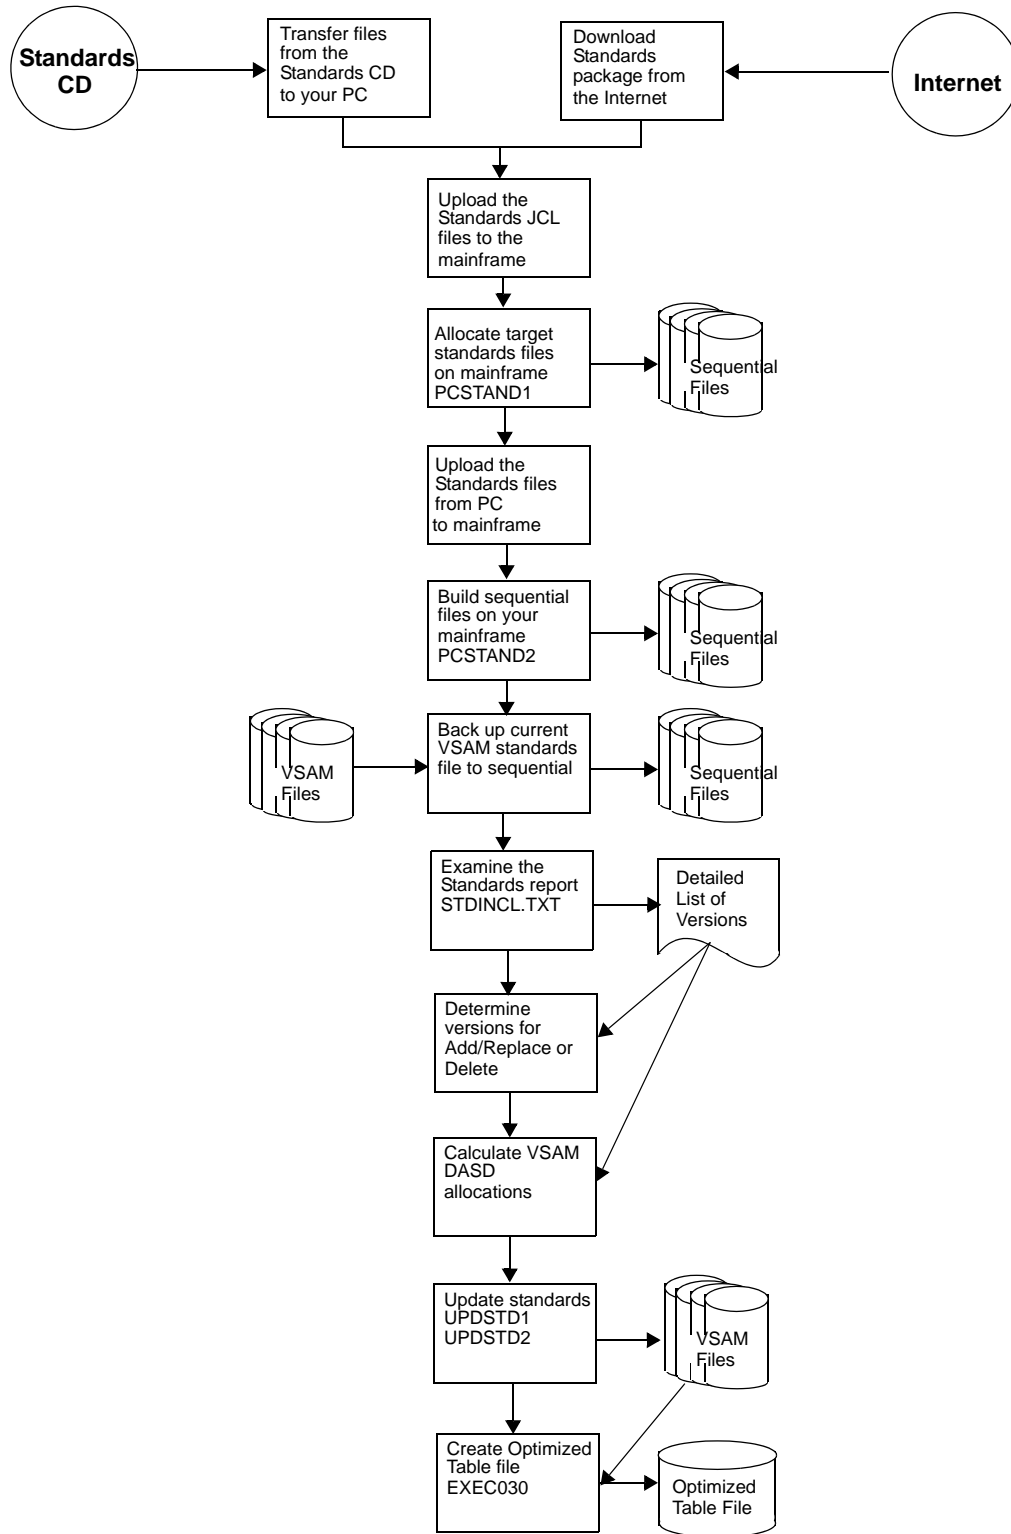 Standards
CD
Transfer files
from the
Standards CD
to your PC
Download
Standards
package from
the Internet
Internet
Upload the
Standards JCL
files to the
mainframe
Allocate target
standards files
on mainframe
PCSTAND1
Sequential
Files
Upload the
Standards files
from PC
to mainframe
Build sequential
files on your
mainframe
PCSTAND2
Sequential
Files
VSAM
Files
Back up current
VSAM standards
file to sequential
Sequential
Files
Examine the
Standards report
STDINCL.TXT
Detailed
List of
Versions
Determine
versions for
Add/Replace or
Delete
Calculate VSAM
DASD
allocations
Update standards
UPDSTD1
UPDSTD2
VSAM
Files
Create Optimized
Table file
EXEC030
Optimized
Table File